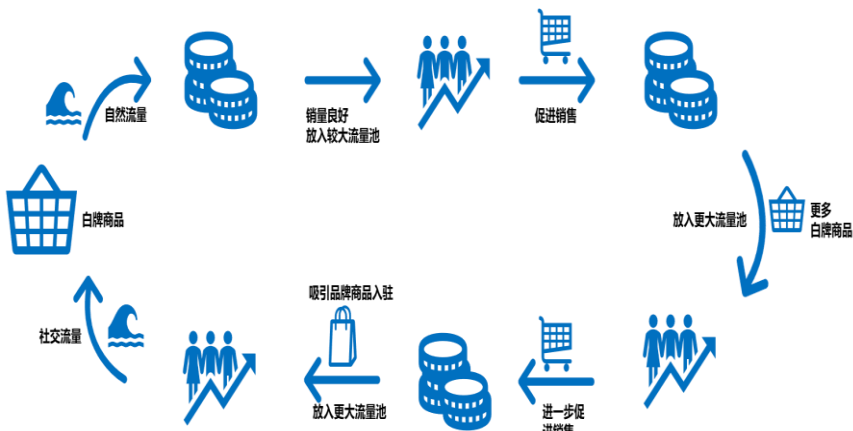 自然流量
销量良好
放入较大流量池
促进销售
白牌商品
放入更大流量池
更多
白牌商品
吸引品牌商品入驻
社交流量
放入更大流量池
进一步促
进销售